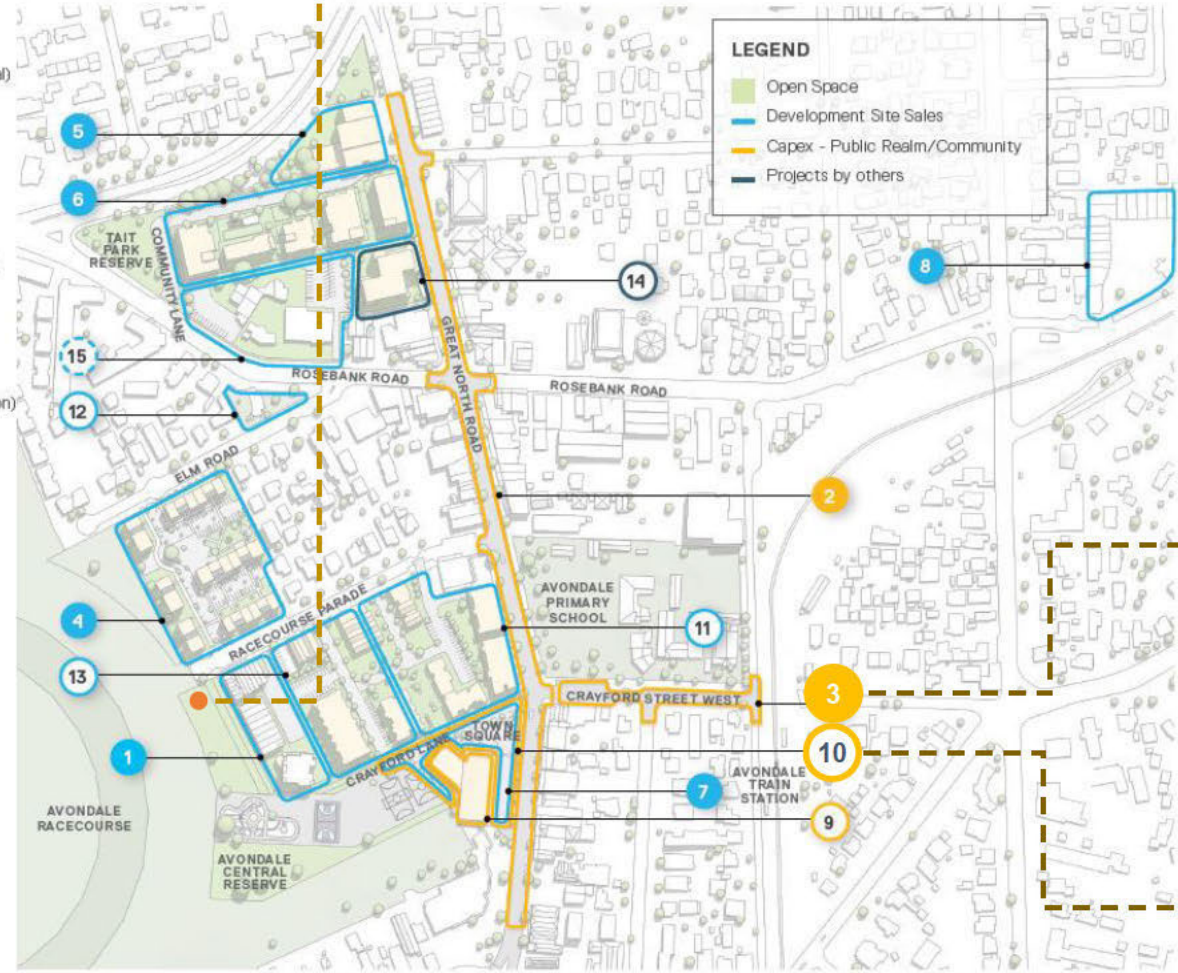 al)
on)
LEGEND
Open Space
Development Site Sales
Capex - Public Realm/Community
Projects by others
5
6
TAIT
PARK
RESERVE
COMMUNITY LANE
14
8
15
ROSEBANK ROAD
GREAT NORTH ROAD
ROSEBANK ROAD
12
ELM ROAD
2
4
RACECOURSE PARADE
AVONDALE
PRIMARY
SCHOOL
11
13
CRAYFORD STREET WEST
3
1
CRAYFORD LANE
TOWN
SQUARE
10
7
AVONDALE
TRAIN
STATION
9
AVONDALE
RACECOURSE
AVONDALE
CENTRAL
RESERVE